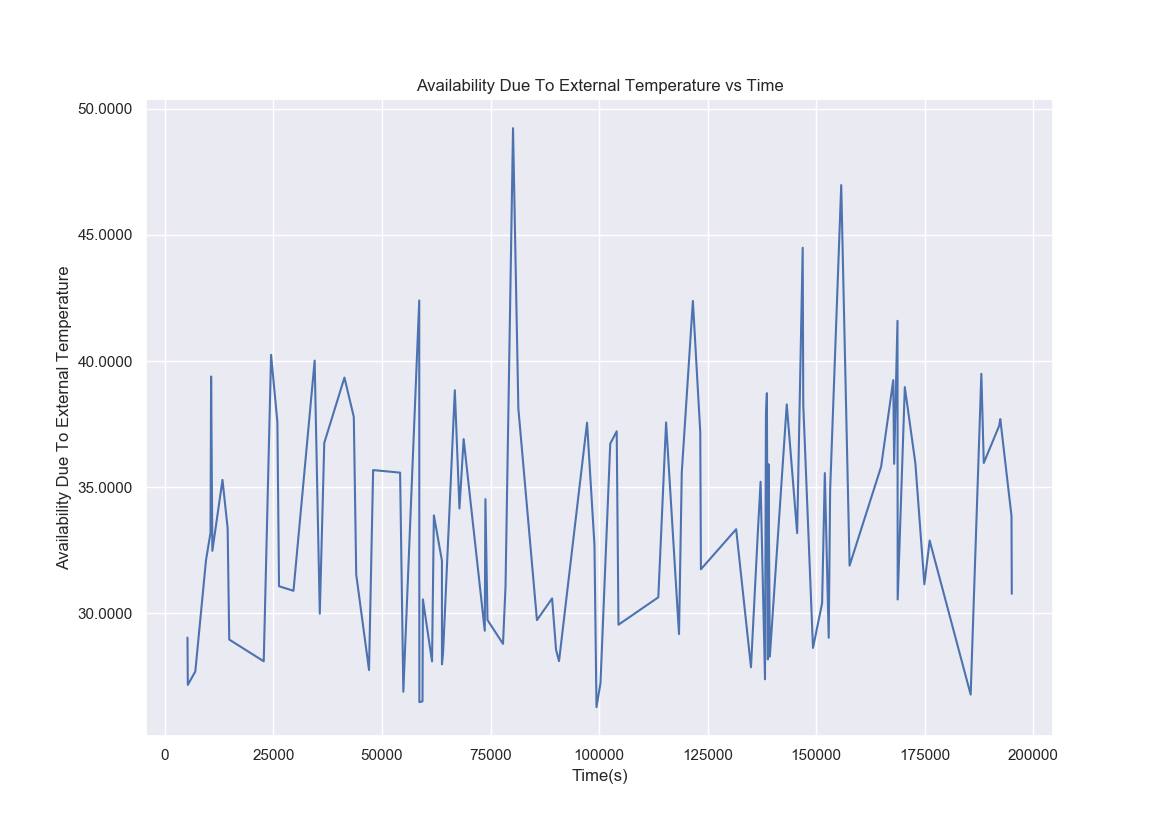 Availability Due To External Temperature vs Time
50.0000
45.0000
40.0000
35.0000
30.0000
Availability Due To External Temperature
0 25000 50000 75000 100000 125000 150000 175000 200000
Time(s)